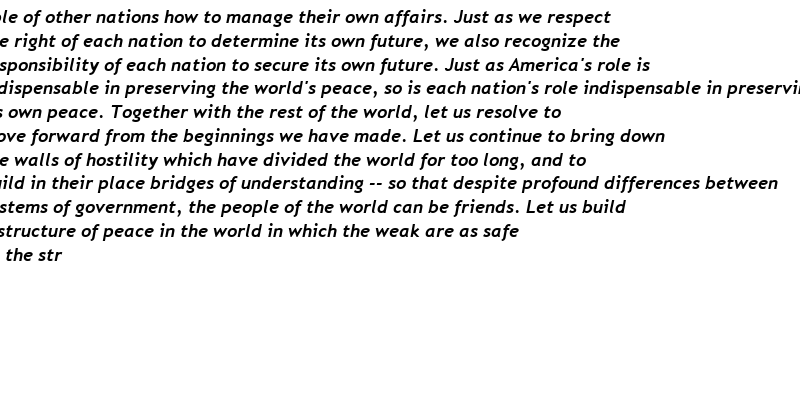 ple of other nations how to manage their own affairs. Just as we respect
e right of each nation to determine its own future, we also recognize the
sponsibility of each nation to secure its own future. Just as America's role is
dispensable in preserving the world's peace, so is each nation's role indispensable in preservin
s own peace. Together with the rest of the world, let us resolve to
ove forward from the beginnings we have made. Let us continue to bring down
e walls of hostility which have divided the world for too long, and to
uild in their place bridges of understanding -- so that despite profound differences between
stems of government, the people of the world can be friends. Let us build
structure of peace in the world in which the weak are as safe
the str